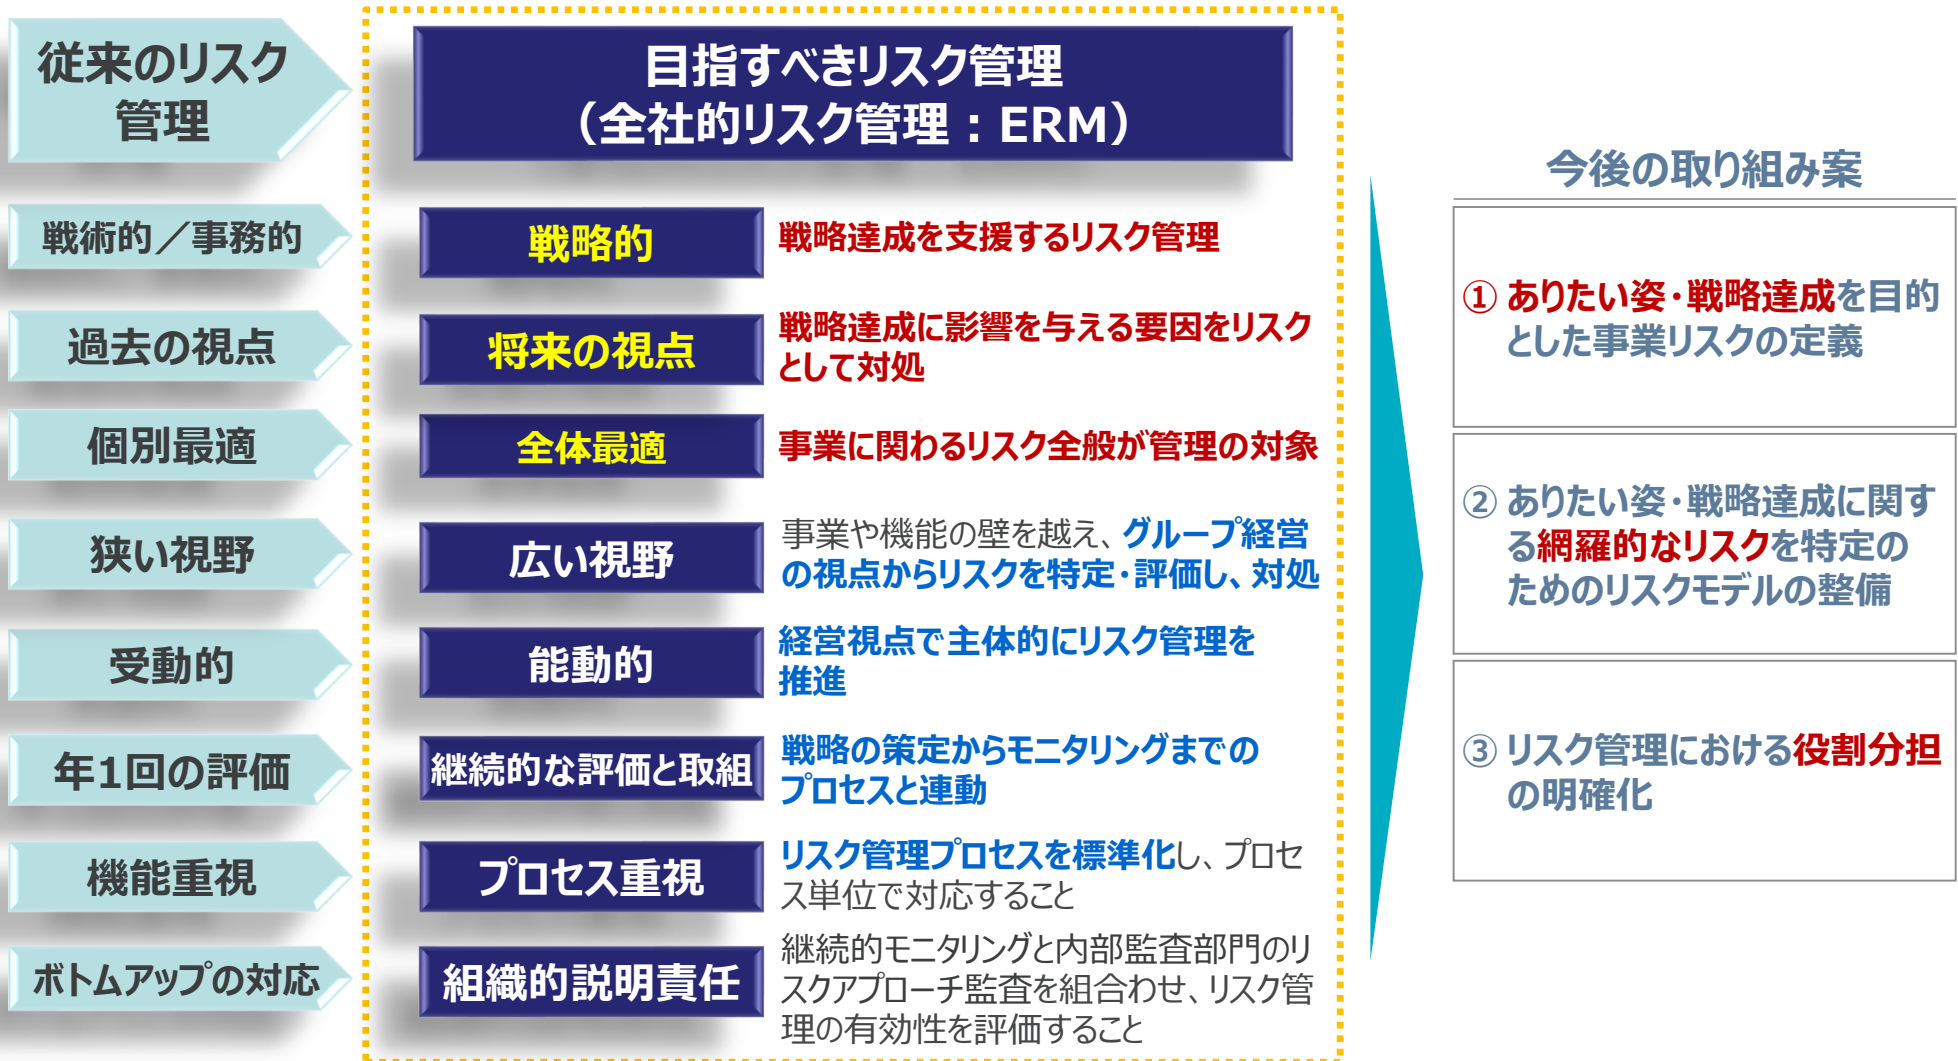 従来のリスク
管理
目指すべきリスク管理
（全社的リスク管理：ERM）
戦術的／事務的
戦略的
戦略達成を支援するリスク管理
過去の視点
将来の視点
戦略達成に影響を与える要因をリスク
として対処
個別最適
全体最適
事業に関わるリスク全般が管理の対象
狭い視野
広い視野
事業や機能の壁を越え、グループ経営
の視点からリスクを特定・評価し、対処
受動的
能動的
経営視点で主体的にリスク管理を
推進
年1回の評価
継続的な評価と取組
戦略の策定からモニタリングまでの
プロセスと連動
機能重視
プロセス重視
リスク管理プロセスを標準化し、プロセ
ス単位で対応すること
ボトムアップの対応
組織的説明責任
継続的モニタリングと内部監査部門のリ
スクアプローチ監査を組合わせ、リスク管
理の有効性を評価すること
今後の取り組み案
① ありたい姿・戦略達成を目的
とした事業リスクの定義
② ありたい姿・戦略達成に関す
る網羅的なリスクを特定の
ためのリスクモデルの整備
③ リスク管理における役割分担
の明確化